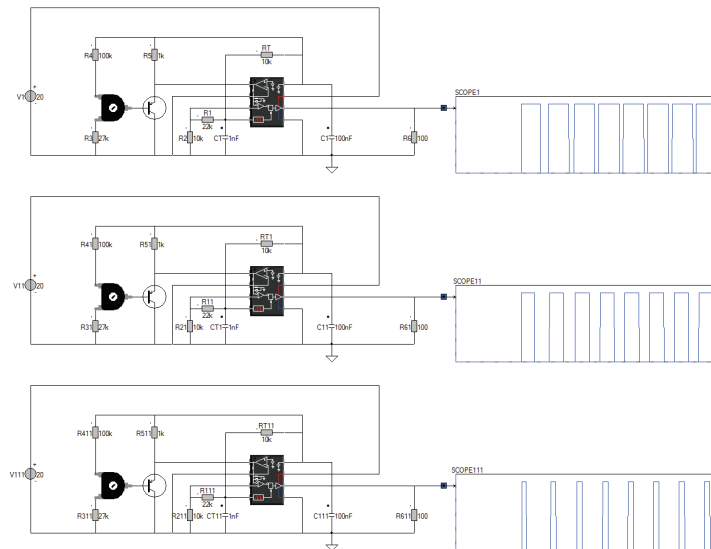 R4 100k R5 1k RT 10k
V1 20
R3 27k R2 10k R1 22k CT 1nF C1 100nF R6 100
SCOPE1
R41 100k R51 1k RT1 10k
V11 20
R31 27k R21 10k R11 22k CT1 1nF C11 100nF R61 100
SCOPE11
R411 100k R511 1k RT11 10k
V111 20
R311 27k R211 10k R111 22k CT11 1nF C111 100nF R611 100
SCOPE111